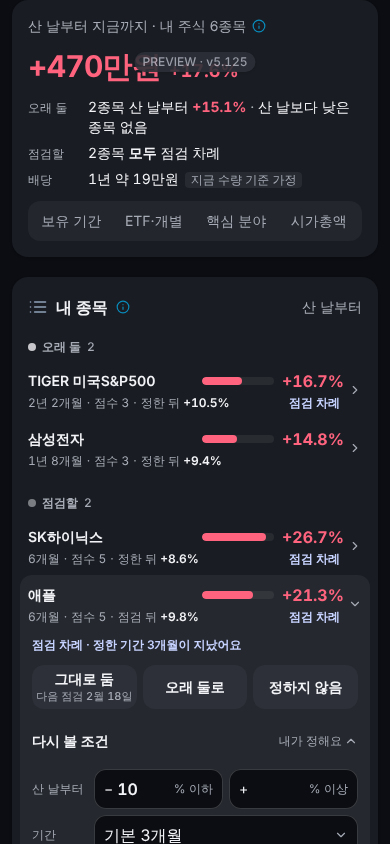 산 날부터 지금까지 · 내 주식 6종목
+470만원 +17.8%
PREVIEW · v5.125
오래 둘 2종목 산 날부터 +15.1% · 산 날보다 낮은
종목 없음
점검할 2종목 모두 점검 차례
배당 1년 약 19만원 지금 수량 기준 가정
보유 기간 ETF·개별 핵심 분야 시가총액
내 종목 산 날부터
오래 둘 2
TIGER 미국S&P500 +16.7%
2년 2개월 · 점수 3 · 정한 뒤 +10.5% 점검 차례
삼성전자 +14.8%
1년 8개월 · 점수 3 · 정한 뒤 +9.4%
점검할 2
SK하이닉스 +26.7%
6개월 · 점수 5 · 정한 뒤 +8.6% 점검 차례
애플 +21.3%
6개월 · 점수 5 · 점검 뒤 +9.8% 점검 차례
점검 차례 · 정한 기간 3개월이 지났어요
그대로 둠 오래 둘로 정하지 않음
다음 점검 2월 18일
다시 볼 조건 내가 정해요
산 날부터 − 10 % 이하 + % 이상
기간 기본 3개월